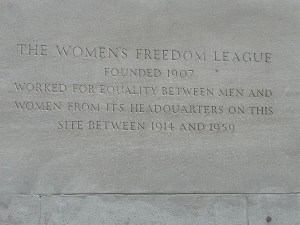 THE WOMEN'S FREEDOM LEAGUE
FOUNDED 1907
WORKED FOR EQUALITY BETWEEN MEN AND
WOMEN FROM ITS HEADQUARTERS ON THIS
SITE BETWEEN 1914 AND 1959